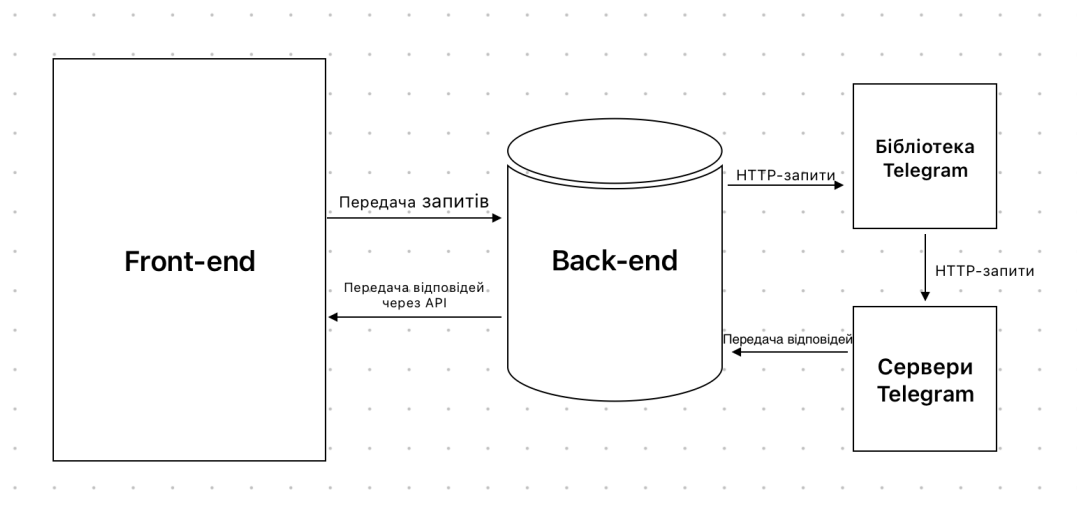 Front-end
Передача запитів
Передача відповідей
через API
Back-end
HTTP-запити
Бібліотека
Telegram
HTTP-запити
Передача відповідей
Сервери
Telegram